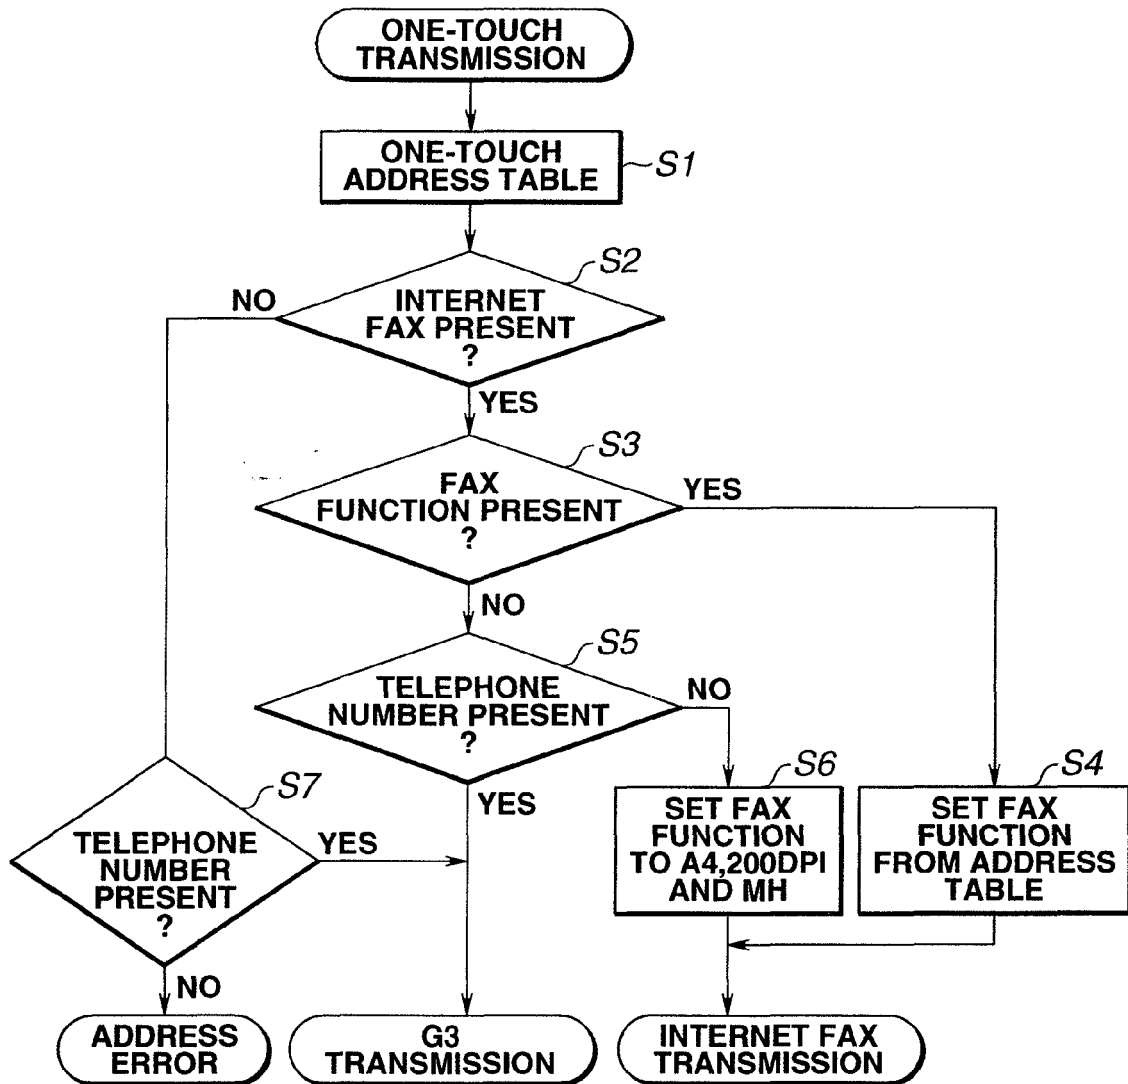 ONE-TOUCH
TRANSMISSION
ONE-TOUCH
ADDRESS TABLE
S1
S2
NO
INTERNET
FAX PRESENT
?
YES
S3
FAX
FUNCTION PRESENT
?
YES
NO
S5
TELEPHONE
NUMBER PRESENT
?
NO
YES
S6
SET FAX
FUNCTION
TO A4,200DPI
AND MH
S4
SET FAX
FUNCTION
FROM ADDRESS
TABLE
S7
TELEPHONE
NUMBER
PRESENT
?
YES
NO
ADDRESS
ERROR
G3
TRANSMISSION
INTERNET FAX
TRANSMISSION